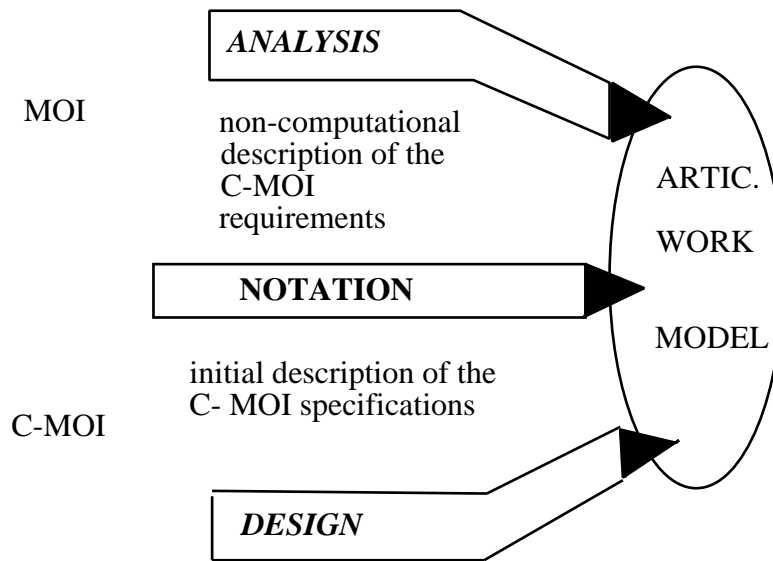 ANALYSIS
MOI
non-computational
description of the
C-MOI
requirements
ARTIC.
WORK
NOTATION
MODEL
initial description of the
C- MOI specifications
C-MOI
DESIGN